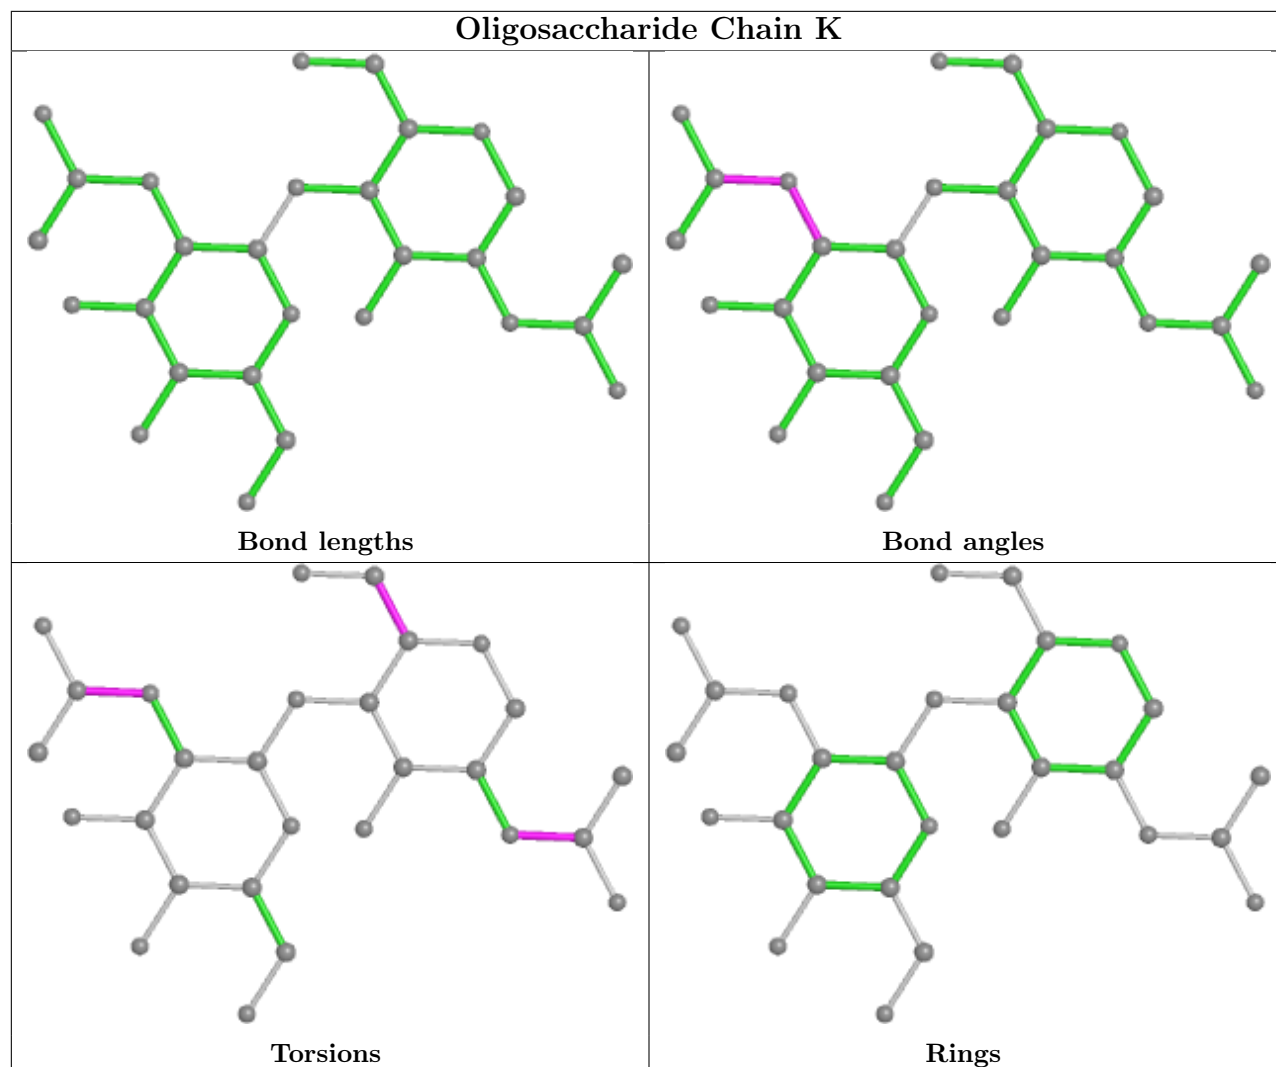 Oligosaccharide Chain K
Bond lengths
Bond angles
Torsions
Rings